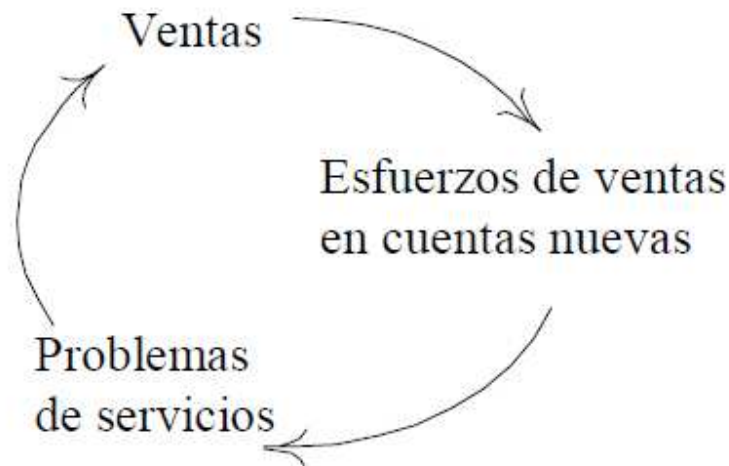 Ventas
Esfuerzos de ventas
en cuentas nuevas
Problemas
de servicios